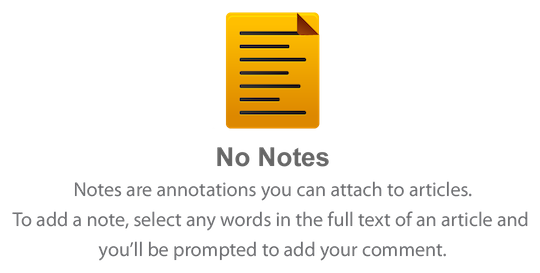 No Notes
Notes are annotations you can attach to articles.
To add a note, select any words in the full text of an article and
you’ll be prompted to add your comment.